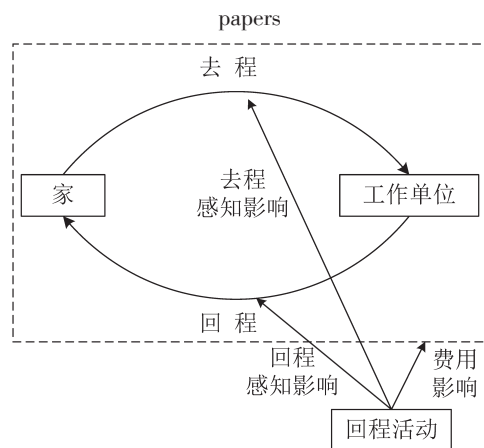 papers
去 程
家
去程
感知影响
工作单位
回 程
回程
感知影响
费用
影响
回程活动